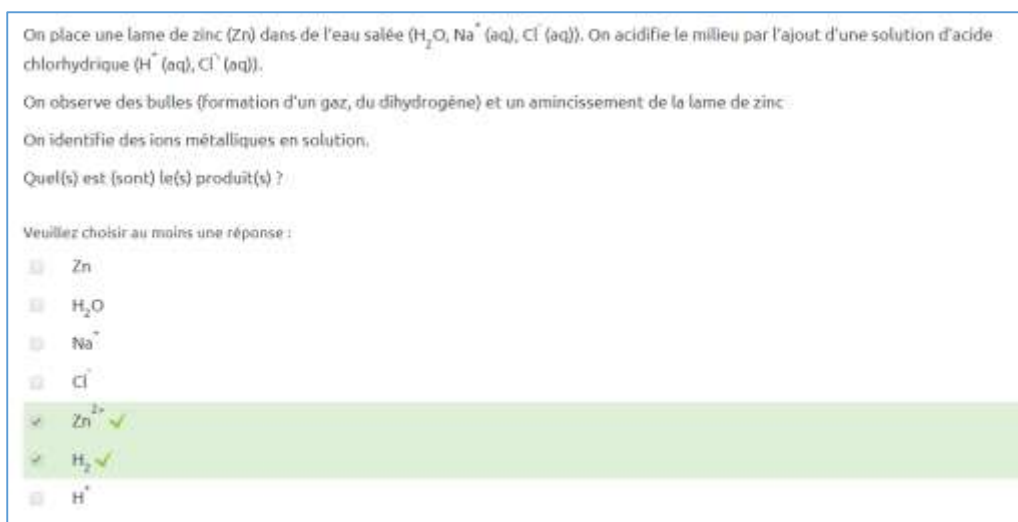 On place une lame de zinc (Zn) dans de l'eau salée (H₂O, Na⁺ (aq), Cl⁻ (aq)). On acidifie le milieu par l'ajout d'une solution d'acide
chlorhydrique (H⁺ (aq), Cl⁻ (aq)).
On observe des bulles (formation d'un gaz, du dihydrogène) et un amincissement de la lame de zinc
On identifie des ions métalliques en solution.
Quel(s) est (sont) le(s) produit(s) ?
Veuillez choisir au moins une réponse :
Zn
H₂O
Na⁺
Cl⁻
Zn²⁺
H₂
H⁺